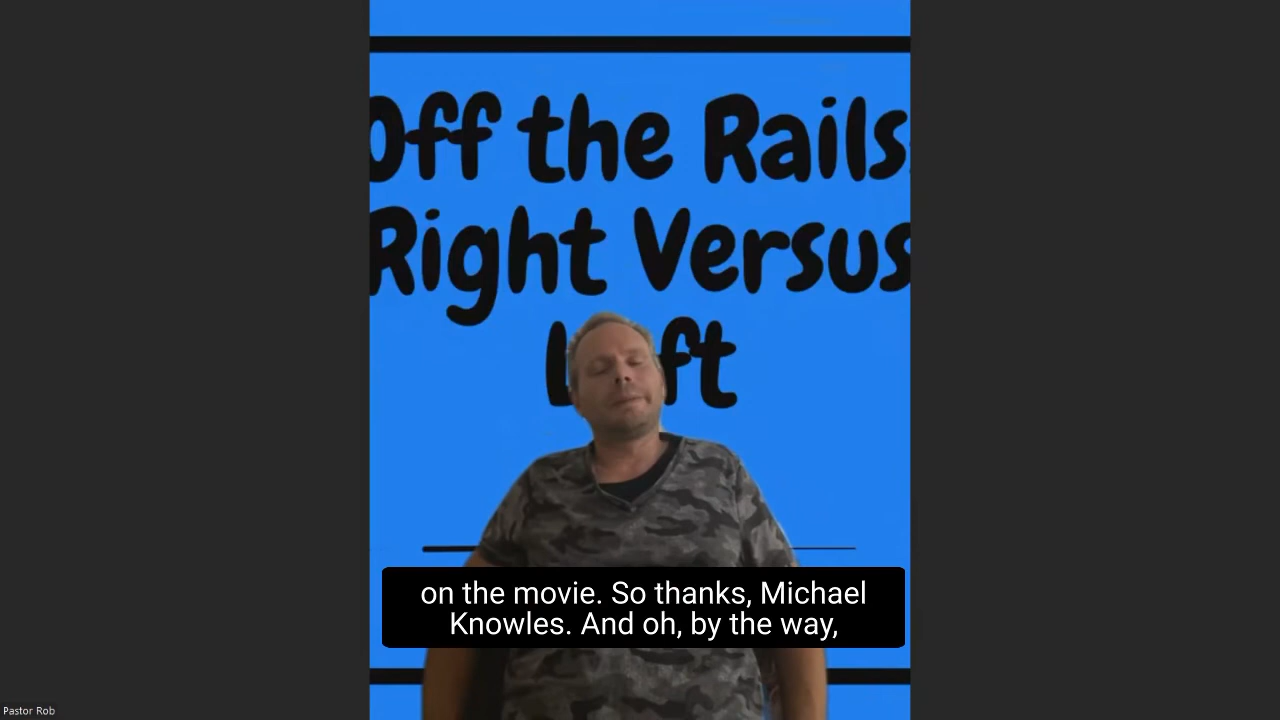 Off the Rails
Right Versus
Left
on the movie. So thanks, Michael
Knowles. And oh, by the way,
Pastor Rob